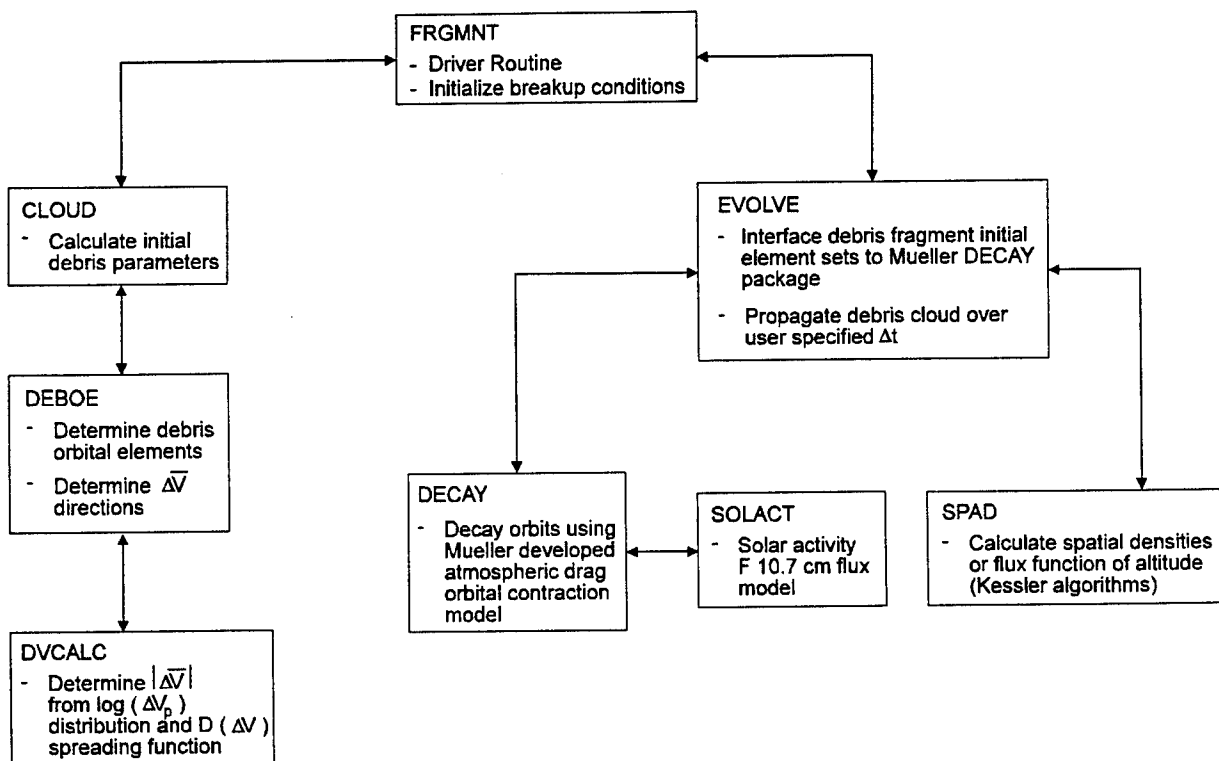 FRGMNT
- Driver Routine
- Initialize breakup conditions
CLOUD
- Calculate initial
debris parameters
EVOLVE
- Interface debris fragment initial
element sets to Mueller DECAY
package
- Propagate debris cloud over
user specified Δt
DEBOE
- Determine debris
orbital elements
- Determine ΔV̅
directions
DECAY
- Decay orbits using
Mueller developed
atmospheric drag
orbital contraction
model
SOLACT
- Solar activity
F 10.7 cm flux
model
SPAD
- Calculate spatial densities
or flux function of altitude
(Kessler algorithms)
DVCALC
- Determine |ΔV̅|
from log (ΔVₚ)
distribution and D (ΔV)
spreading function